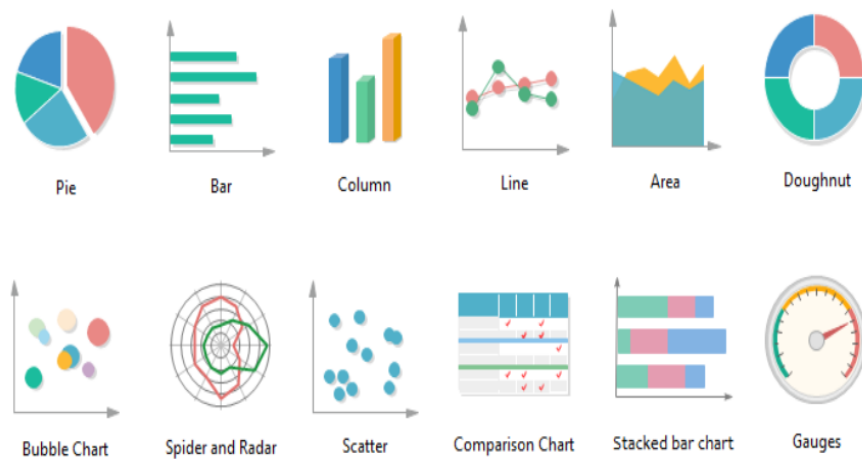 Pie
Bar
Column
Line
Area
Doughnut
Bubble Chart
Spider and Radar
Scatter
Comparison Chart
Stacked bar chart
Gauges